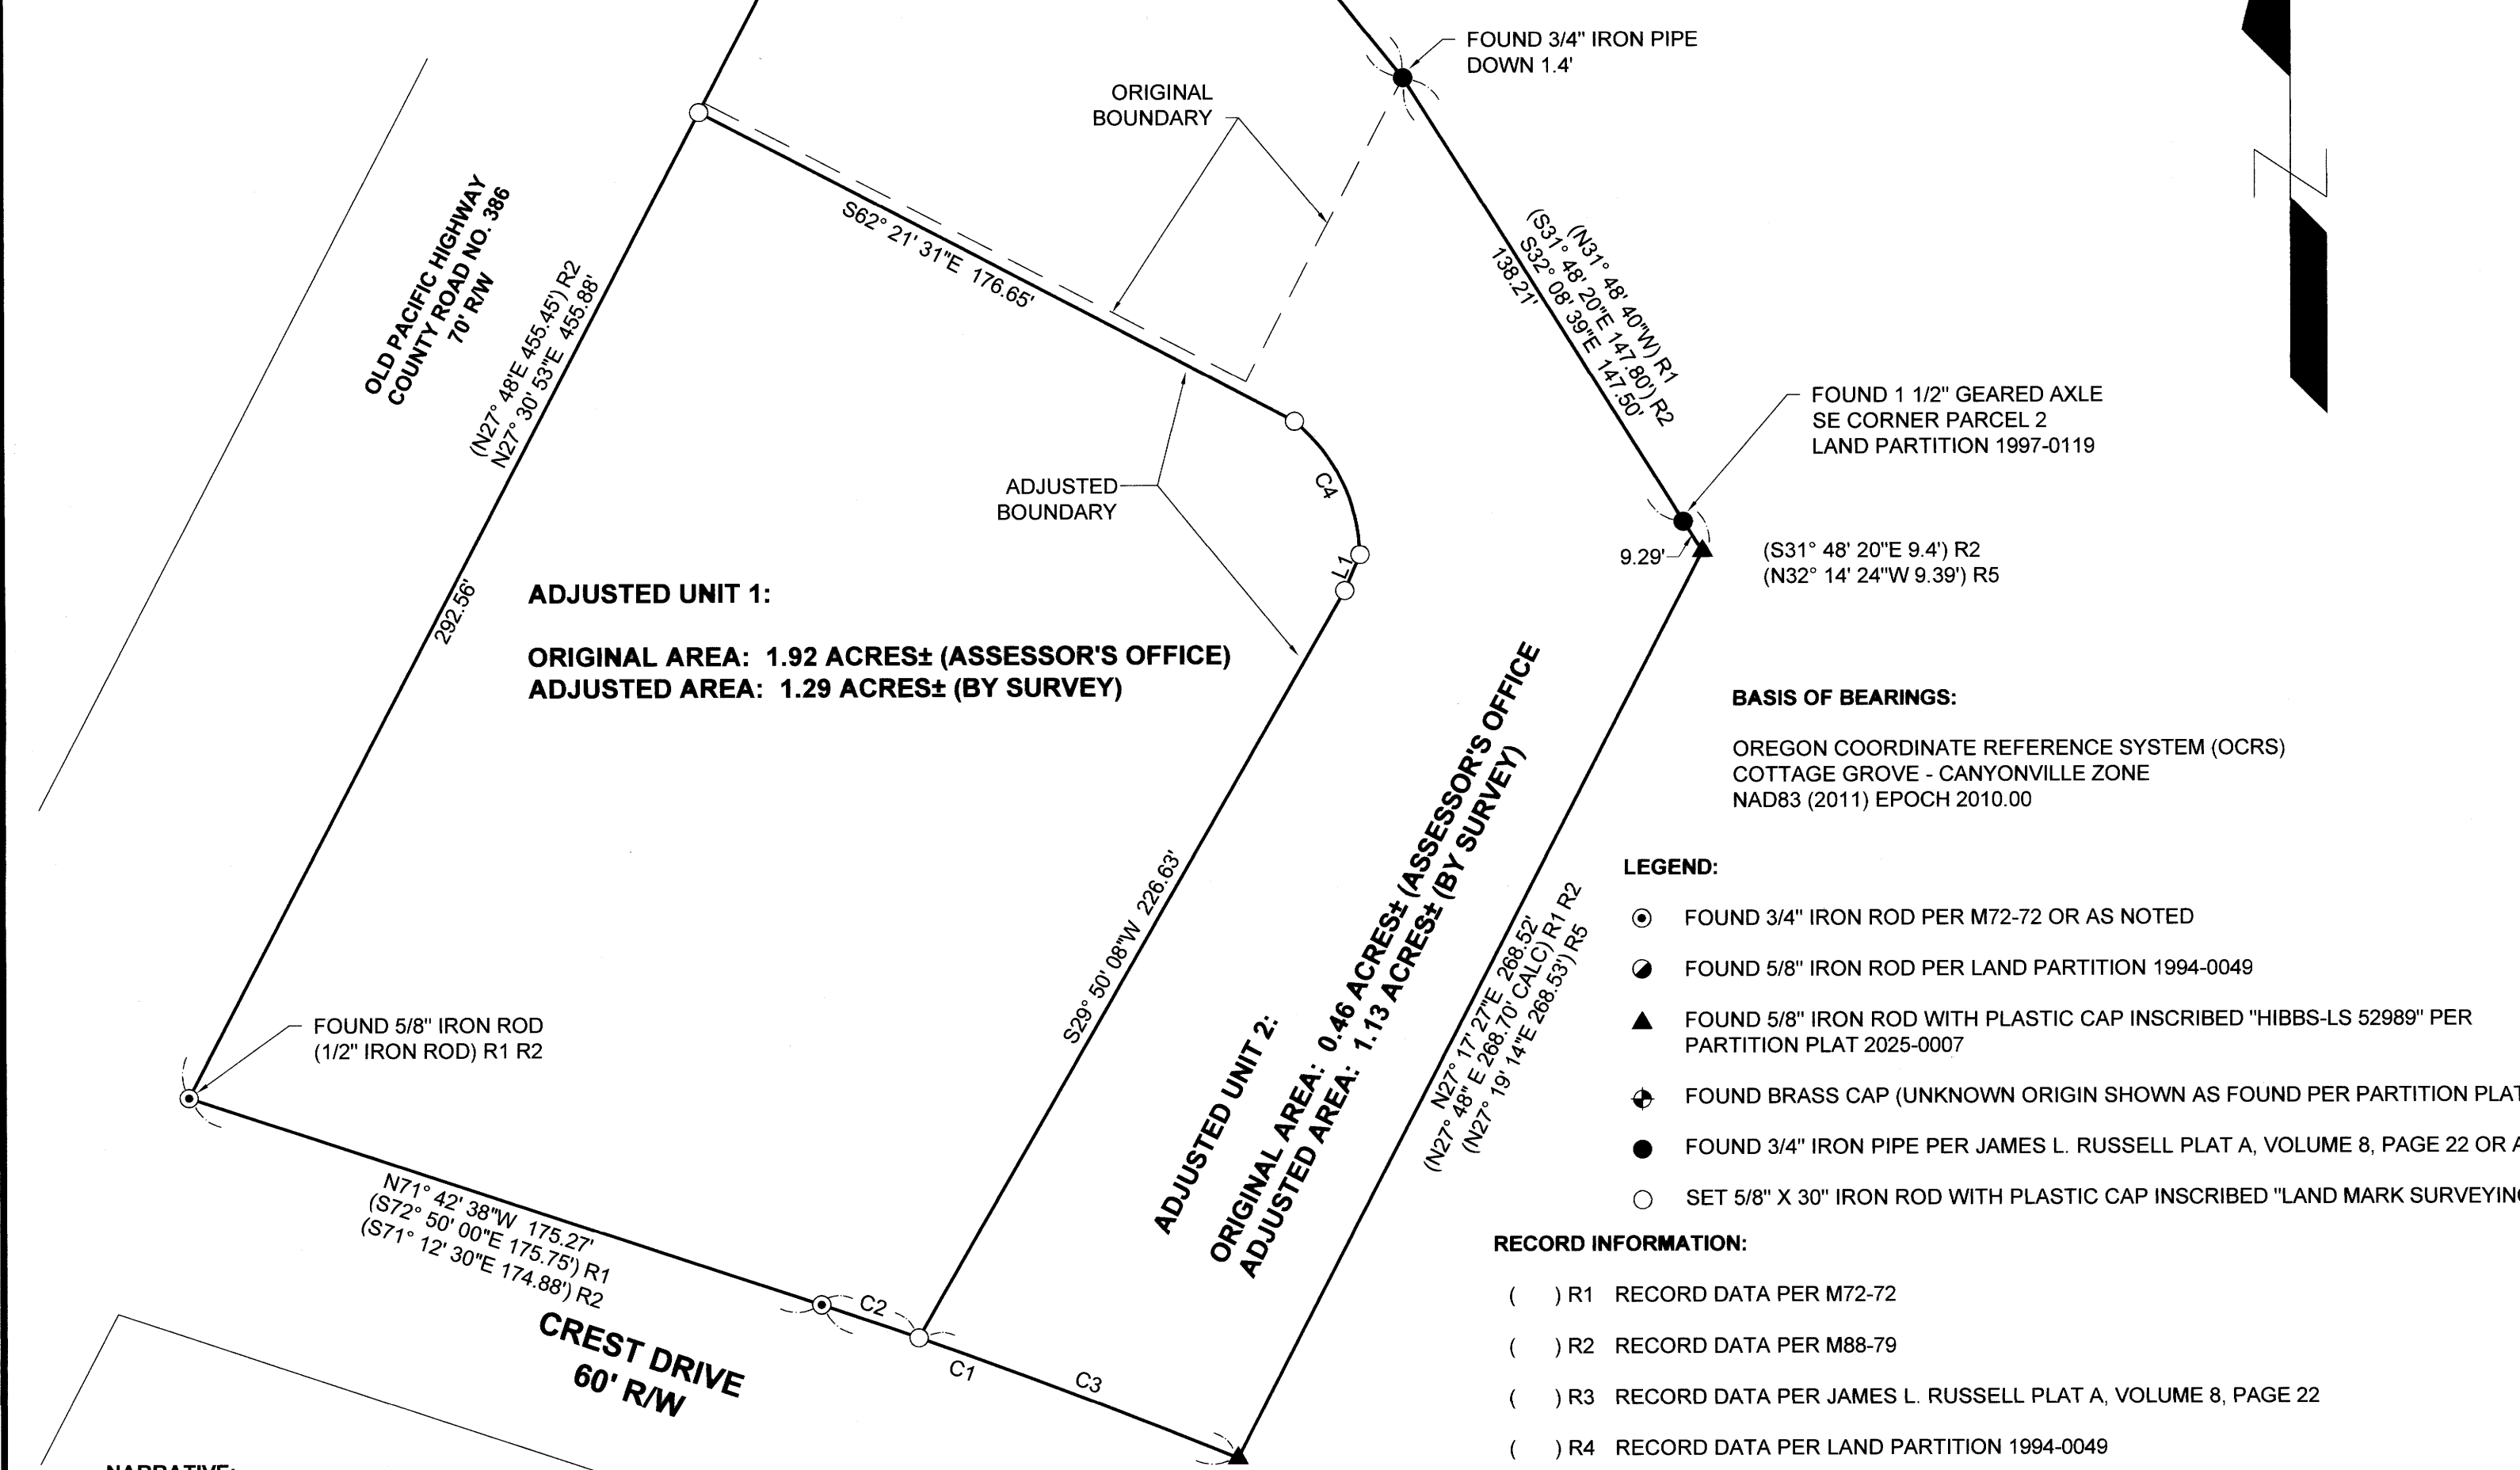 FOUND 3/4" IRON PIPE
DOWN 1.4'
ORIGINAL
BOUNDARY
OLD PACIFIC HIGHWAY
COUNTY ROAD NO. 386
70' R/W
(N27° 48'E 455.45') R2
N27° 30' 53"E 455.88'
292.56'
S62° 21' 31"E 176.65'
(N31° 48' 40"W) R1
(S31° 48' 20"E 147.80') R2
S32° 08' 39"E 147.50'
138.21'
FOUND 1 1/2" GEARED AXLE
SE CORNER PARCEL 2
LAND PARTITION 1997-0119
C4
ADJUSTED
BOUNDARY
L1
9.29'
(S31° 48' 20"E 9.4') R2
(N32° 14' 24"W 9.39') R5
ADJUSTED UNIT 1:
ORIGINAL AREA: 1.92 ACRES± (ASSESSOR'S OFFICE)
ADJUSTED AREA: 1.29 ACRES± (BY SURVEY)
BASIS OF BEARINGS:
OREGON COORDINATE REFERENCE SYSTEM (OCRS)
COTTAGE GROVE - CANYONVILLE ZONE
NAD83 (2011) EPOCH 2010.00
S29° 50' 08"W 226.63'
ADJUSTED UNIT 2:
ORIGINAL AREA: 0.46 ACRES± (ASSESSOR'S OFFICE
ADJUSTED AREA: 1.13 ACRES± (BY SURVEY)
N27° 17' 27"E 268.52'
(N27° 48" E 268.70' CALC) R1 R2
(N27° 19' 14"E 268.53') R5
FOUND 5/8" IRON ROD
(1/2" IRON ROD) R1 R2
N71° 42' 38"W 175.27'
(S72° 50' 00"E 175.75') R1
(S71° 12' 30"E 174.88') R2
CREST DRIVE
60' R/W
C2
C1
C3
LEGEND:
FOUND 3/4" IRON ROD PER M72-72 OR AS NOTED
FOUND 5/8" IRON ROD PER LAND PARTITION 1994-0049
FOUND 5/8" IRON ROD WITH PLASTIC CAP INSCRIBED "HIBBS-LS 52989" PER
PARTITION PLAT 2025-0007
FOUND BRASS CAP (UNKNOWN ORIGIN SHOWN AS FOUND PER PARTITION PLAT
FOUND 3/4" IRON PIPE PER JAMES L. RUSSELL PLAT A, VOLUME 8, PAGE 22 OR A
SET 5/8" X 30" IRON ROD WITH PLASTIC CAP INSCRIBED "LAND MARK SURVEYING
RECORD INFORMATION:
( ) R1 RECORD DATA PER M72-72
( ) R2 RECORD DATA PER M88-79
( ) R3 RECORD DATA PER JAMES L. RUSSELL PLAT A, VOLUME 8, PAGE 22
( ) R4 RECORD DATA PER LAND PARTITION 1994-0049
NARRATIVE: